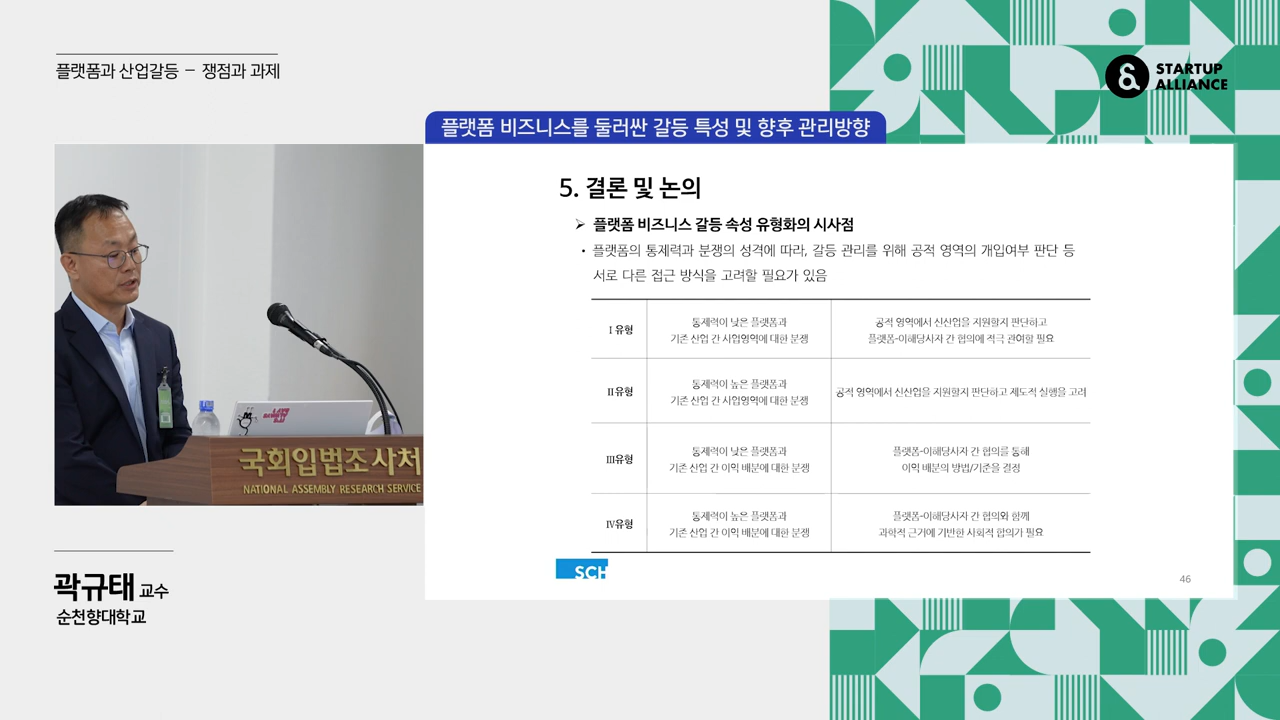 플랫폼과 산업갈등 – 쟁점과 과제
STARTUP
ALLIANCE
플랫폼 비즈니스를 둘러싼 갈등 특성 및 향후 관리방향
5. 결론 및 논의
➢ 플랫폼 비즈니스 갈등 속성 유형화의 시사점
• 플랫폼의 통제력과 분쟁의 성격에 따라, 갈등 관리를 위해 공적 영역의 개입여부 판단 등
서로 다른 접근 방식을 고려할 필요가 있음
I 유형
통제력이 낮은 플랫폼과
기존 산업 간 사업영역에 대한 분쟁
공적 영역에서 신산업을 지원할지 판단하고
플랫폼-이해당사자 간 협의에 적극 관여할 필요
II 유형
통제력이 높은 플랫폼과
기존 산업 간 사업영역에 대한 분쟁
공적 영역에서 신산업을 지원할지 판단하고 제도적 실행을 고려
III유형
통제력이 낮은 플랫폼과
기존 산업 간 이익 배분에 대한 분쟁
플랫폼-이해당사자 간 협의를 통해
이익 배분의 방법/기준을 결정
IV유형
통제력이 높은 플랫폼과
기존 산업 간 이익 배분에 대한 분쟁
플랫폼-이해당사자 간 협의와 함께
과학적 근거에 기반한 사회적 합의가 필요
SCH
46
국회입법조사처
NATIONAL ASSEMBLY RESEARCH SERVICE
곽규태 교수
순천향대학교